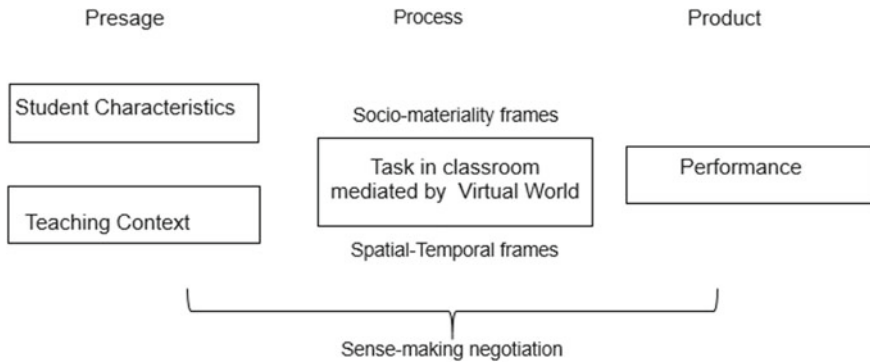 Presage
Process
Product
Student Characteristics
Socio-materiality frames
Task in classroom
mediated by Virtual World
Performance
Teaching Context
Spatial-Temporal frames
Sense-making negotiation